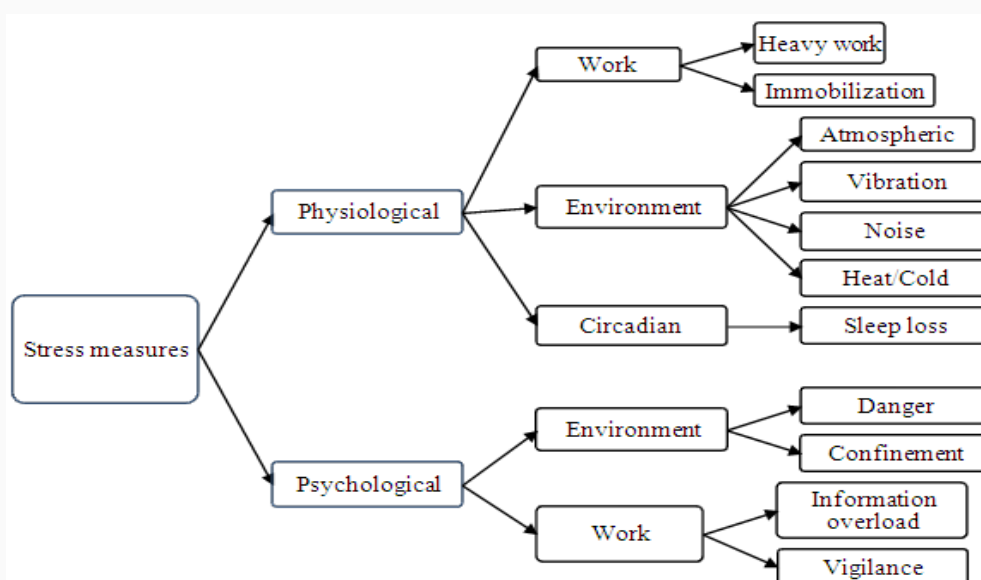 Heavy work
Work
Immobilization
Atmospheric
Vibration
Physiological
Environment
Noise
Heat/Cold
Circadian
Sleep loss
Stress measures
Danger
Environment
Confinement
Psychological
Information
overload
Work
Vigilance